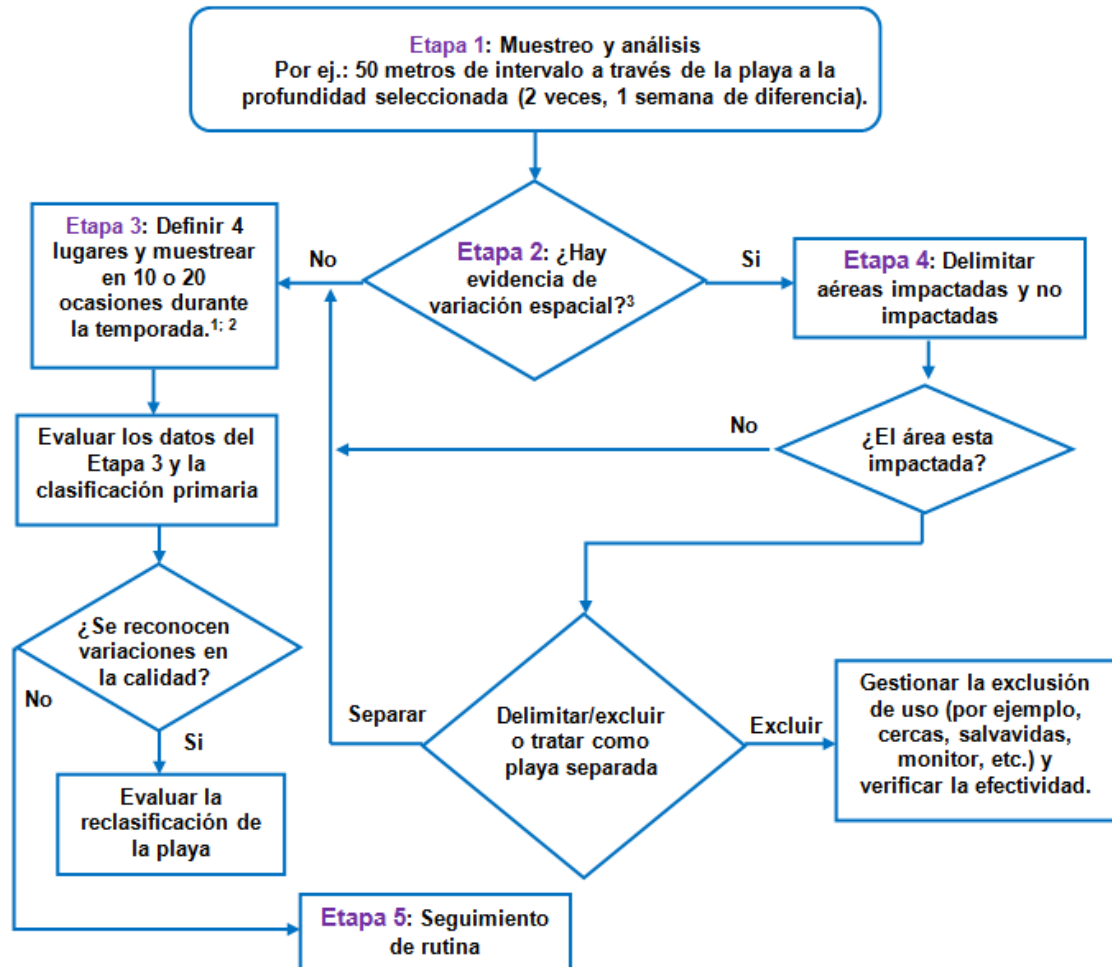 Etapa 1: Muestreo y análisis
Por ej.: 50 metros de intervalo a través de la playa a la
profundidad seleccionada (2 veces, 1 semana de diferencia).
Etapa 2: ¿Hay
evidencia de
variación espacial?³
No
Si
Etapa 3: Definir 4
lugares y muestrear
en 10 o 20
ocasiones durante
la temporada.¹; ²
Etapa 4: Delimitar
aéreas impactadas y no
impactadas
¿El área esta
impactada?
No
Evaluar los datos del
Etapa 3 y la
clasificación primaria
¿Se reconocen
variaciones en
la calidad?
No
Si
Evaluar la
reclasificación de
la playa
Separar
Delimitar/excluir
o tratar como
playa separada
Excluir
Gestionar la exclusión
de uso (por ejemplo,
cercas, salvavidas,
monitor, etc.) y
verificar la efectividad.
Etapa 5: Seguimiento
de rutina